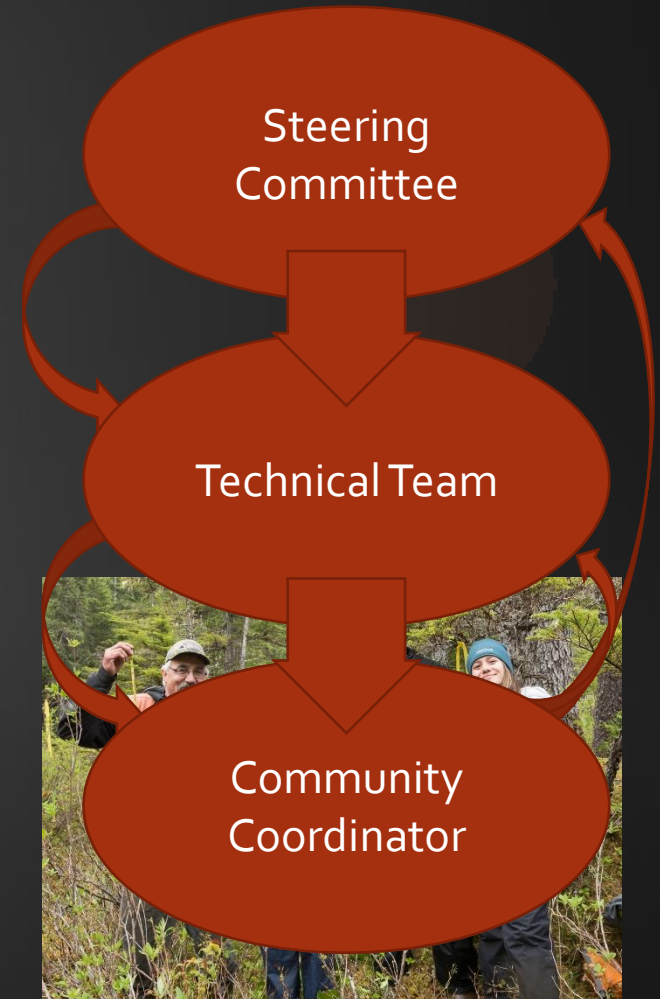 Steering
Committee
Technical Team
Community
Coordinator